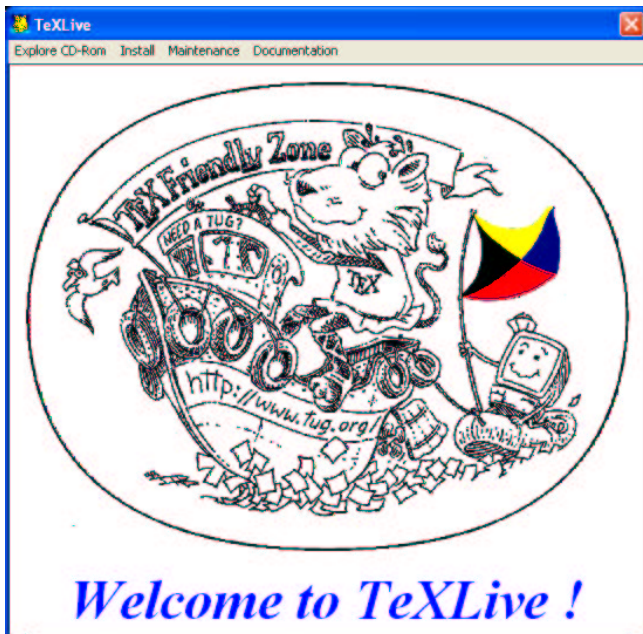 TeXLive
Explore CD-Rom Install Maintenance Documentation
TEX Friendly Zone
NEED A TUG?
TEX
http://www.tug.org/
Welcome to TeXLive !